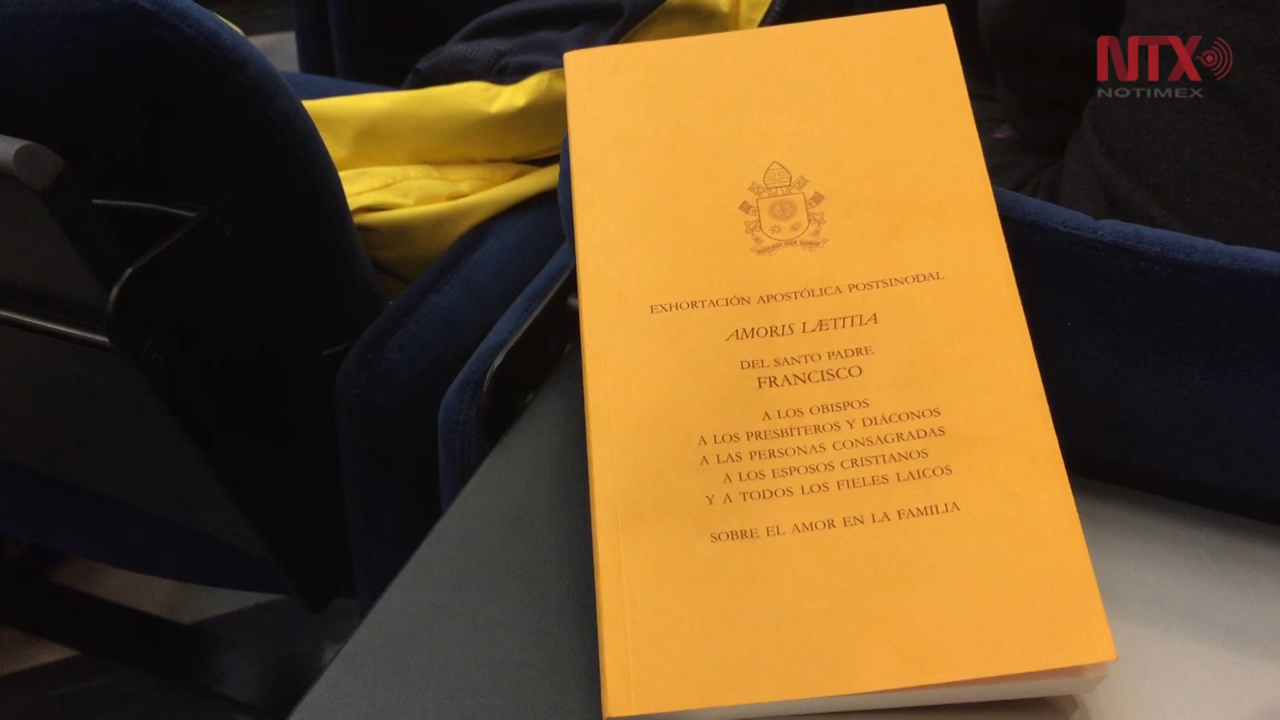 NTX
NOTIMEX
EXHORTACIÓN APOSTÓLICA POSTSINODAL
AMORIS LÆTITIA
DEL SANTO PADRE
FRANCISCO
A LOS OBISPOS
A LOS PRESBÍTEROS Y DIÁCONOS
A LAS PERSONAS CONSAGRADAS
A LOS ESPOSOS CRISTIANOS
Y A TODOS LOS FIELES LAICOS
SOBRE EL AMOR EN LA FAMILIA